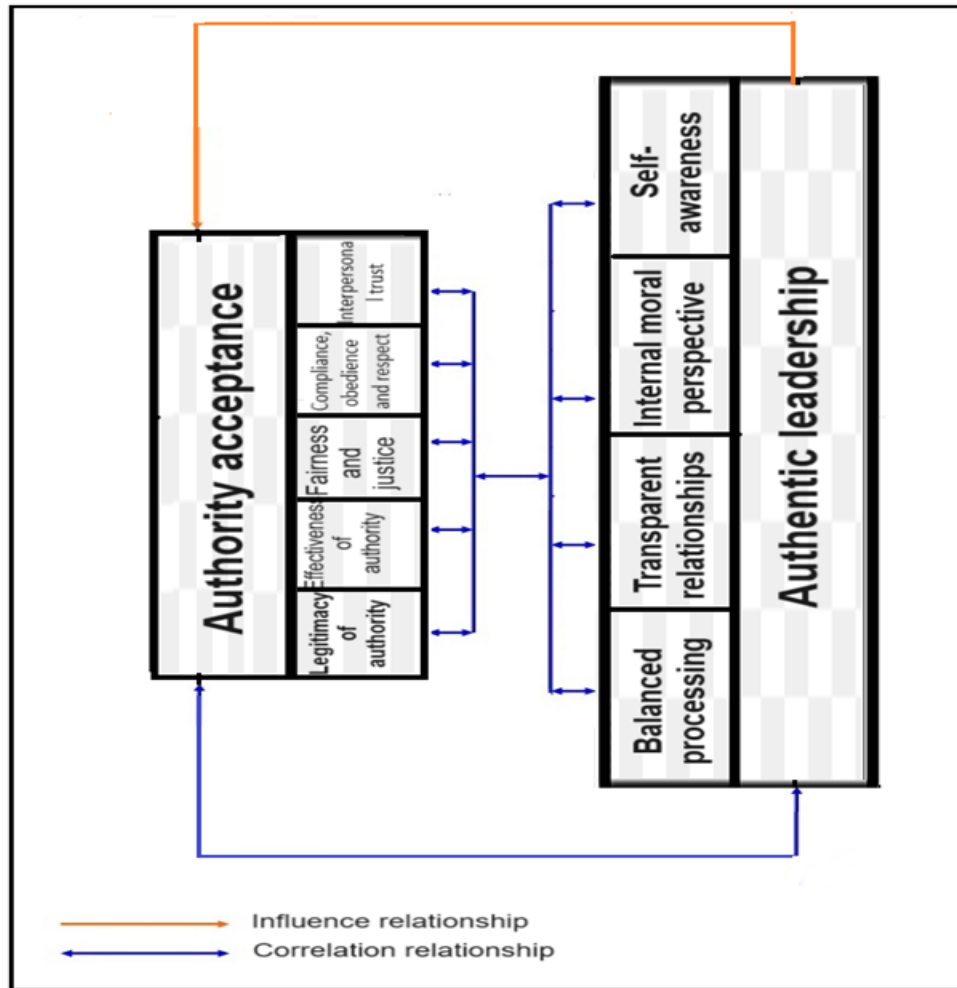 Authority acceptance
Interpersona
l trust
Compliance,
obedience
and respect
Fairness
and
justice
Effectiveness
of
authority
Legitimacy
of
authority
Self-
awareness
Internal moral
perspective
Transparent
relationships
Balanced
processing
Authentic leadership
Influence relationship
Correlation relationship